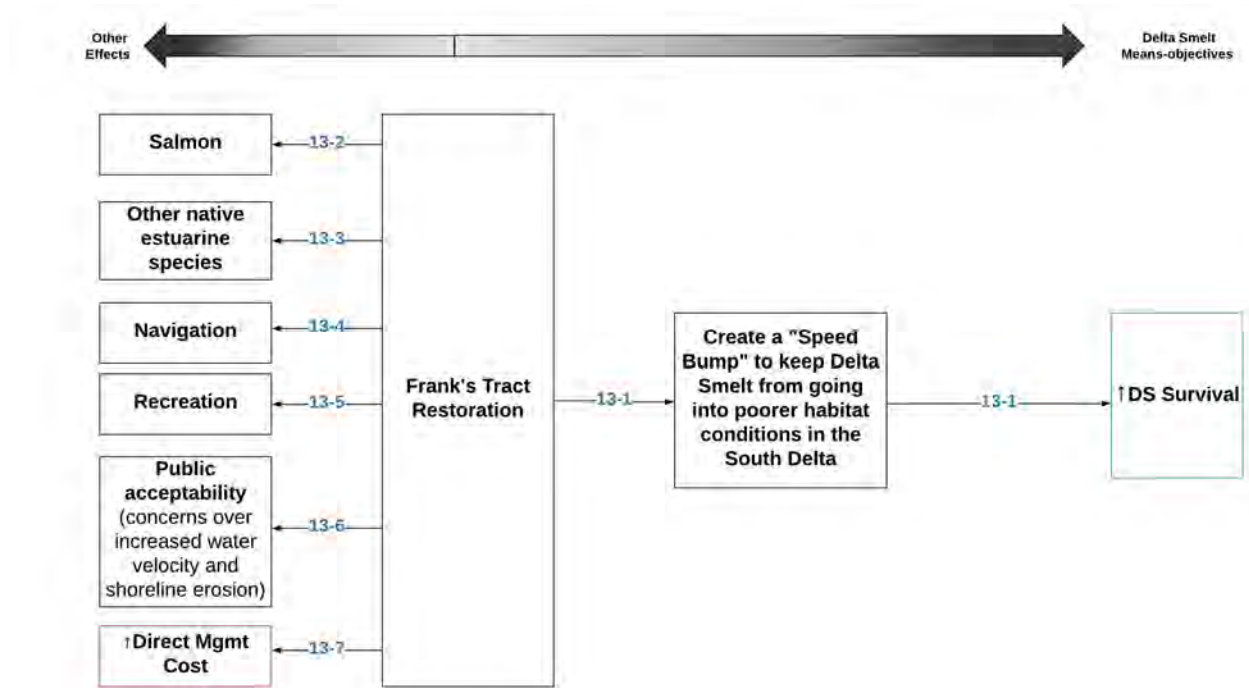 Other
Effects
Delta Smelt
Means-objectives
Salmon
13-2
Other native
estuarine
species
13-3
Navigation
13-4
Recreation
13-5
Public
acceptability
(concerns over
increased water
velocity and
shoreline erosion)
13-6
↑Direct Mgmt
Cost
13-7
Frank's Tract
Restoration
13-1
Create a "Speed
Bump" to keep Delta
Smelt from going
into poorer habitat
conditions in the
South Delta
13-1
↑DS Survival